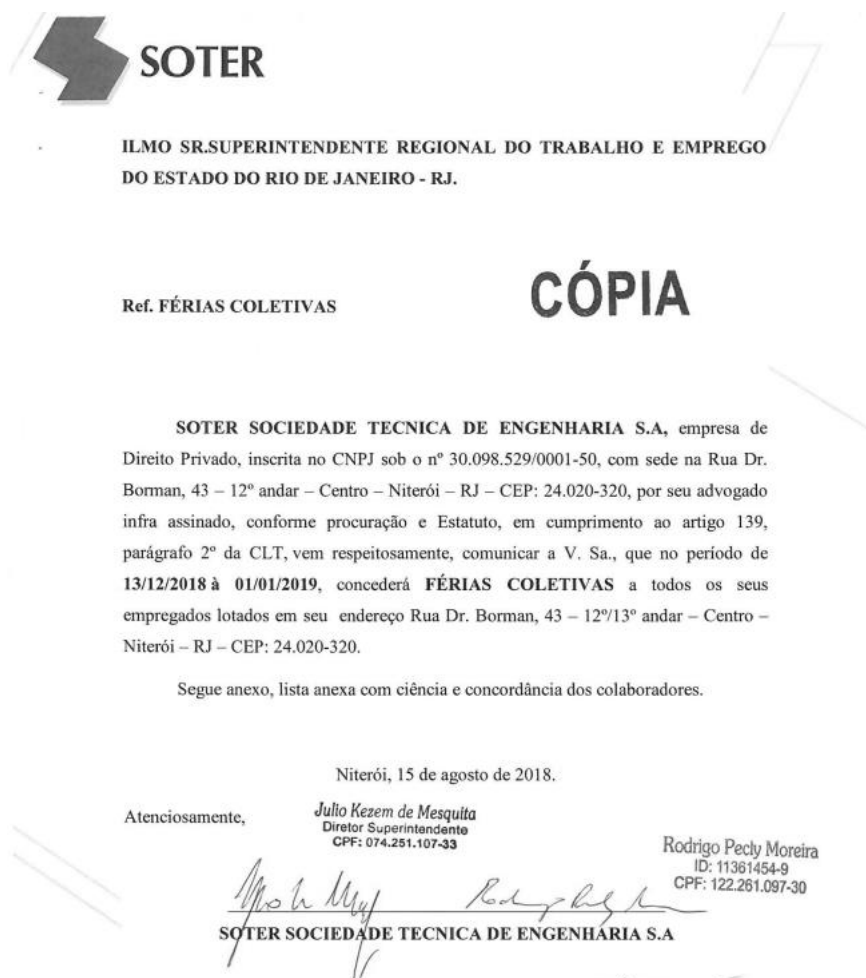 SOTER
ILMO SR.SUPERINTENDENTE REGIONAL DO TRABALHO E EMPREGO
DO ESTADO DO RIO DE JANEIRO - RJ.
CÓPIA
Ref. FÉRIAS COLETIVAS
SOTER SOCIEDADE TECNICA DE ENGENHARIA S.A, empresa de
Direito Privado, inscrita no CNPJ sob o nº 30.098.529/0001-50, com sede na Rua Dr.
Borman, 43 – 12º andar – Centro – Niterói – RJ – CEP: 24.020-320, por seu advogado
infra assinado, conforme procuração e Estatuto, em cumprimento ao artigo 139,
parágrafo 2º da CLT, vem respeitosamente, comunicar a V. Sa., que no período de
13/12/2018 à 01/01/2019, concederá FÉRIAS COLETIVAS a todos os seus
empregados lotados em seu endereço Rua Dr. Borman, 43 – 12º/13º andar – Centro –
Niterói – RJ – CEP: 24.020-320.
Segue anexo, lista anexa com ciência e concordância dos colaboradores.
Niterói, 15 de agosto de 2018.
Atenciosamente,
Julio Kezem de Mesquita
Diretor Superintendente
CPF: 074.251.107-33
Rodrigo Pecly Moreira
ID: 11361454-9
CPF: 122.261.097-30
SOTER SOCIEDADE TECNICA DE ENGENHARIA S.A